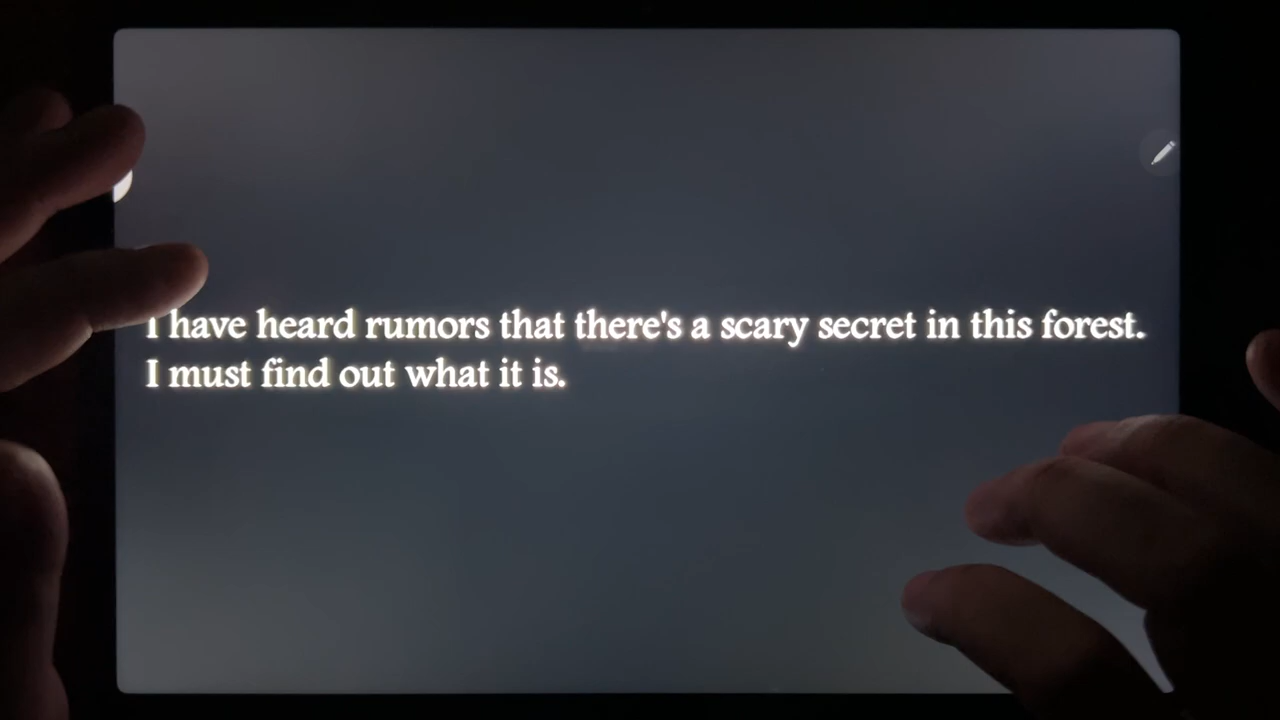 I have heard rumors that there's a scary secret in this forest.
I must find out what it is.